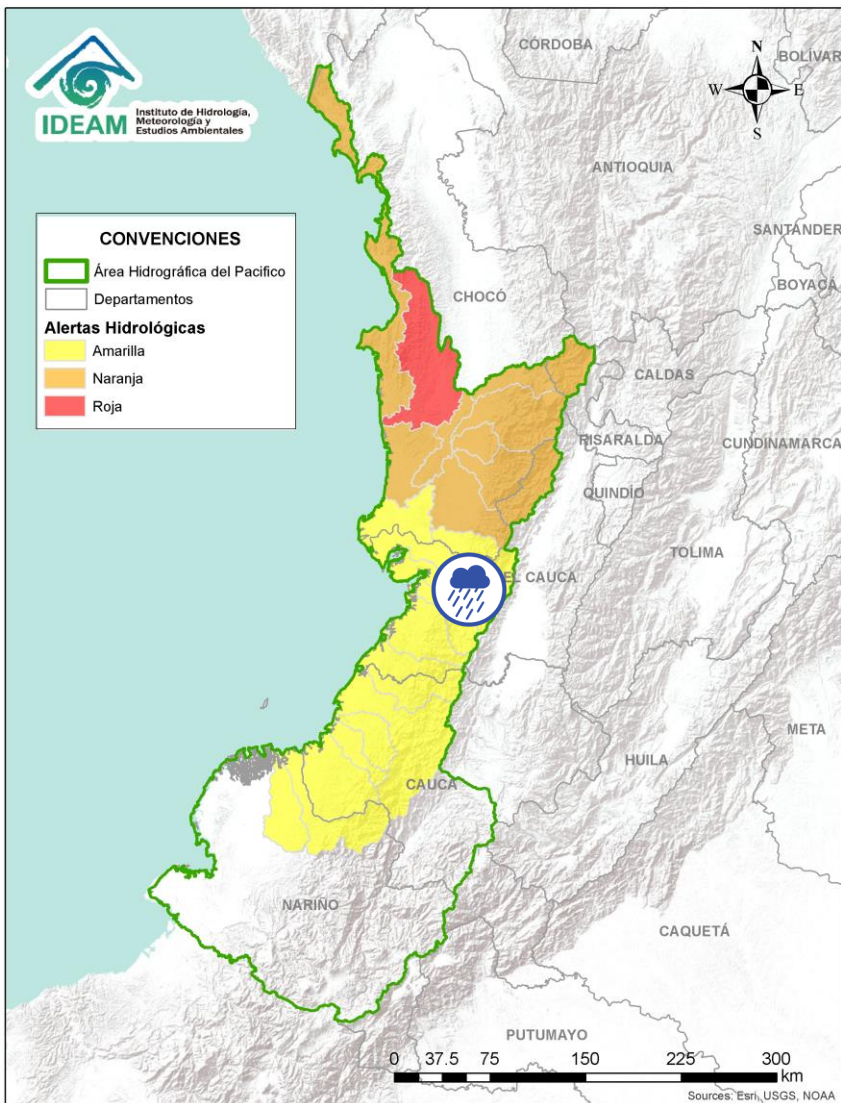 IDEAM
Instituto de Hidrología,
Meteorología y
Estudios Ambientales
CÓRDOBA
BOLÍVAR
N
W
E
S
ANTIOQUIA
SANTANDER
BOYACÁ
CONVENCIONES
Área Hidrográfica del Pacifico
Departamentos
Alertas Hidrológicas
Amarilla
Naranja
Roja
CHOCÓ
CALDAS
RISARALDA
CUNDINAMARCA
QUINDÍO
TOLIMA
EL CAUCA
META
HUILA
CAUCA
NARIÑO
CAQUETÁ
PUTUMAYO
0 37.5 75 150 225 300
km
Sources: Esri, USGS, NOAA